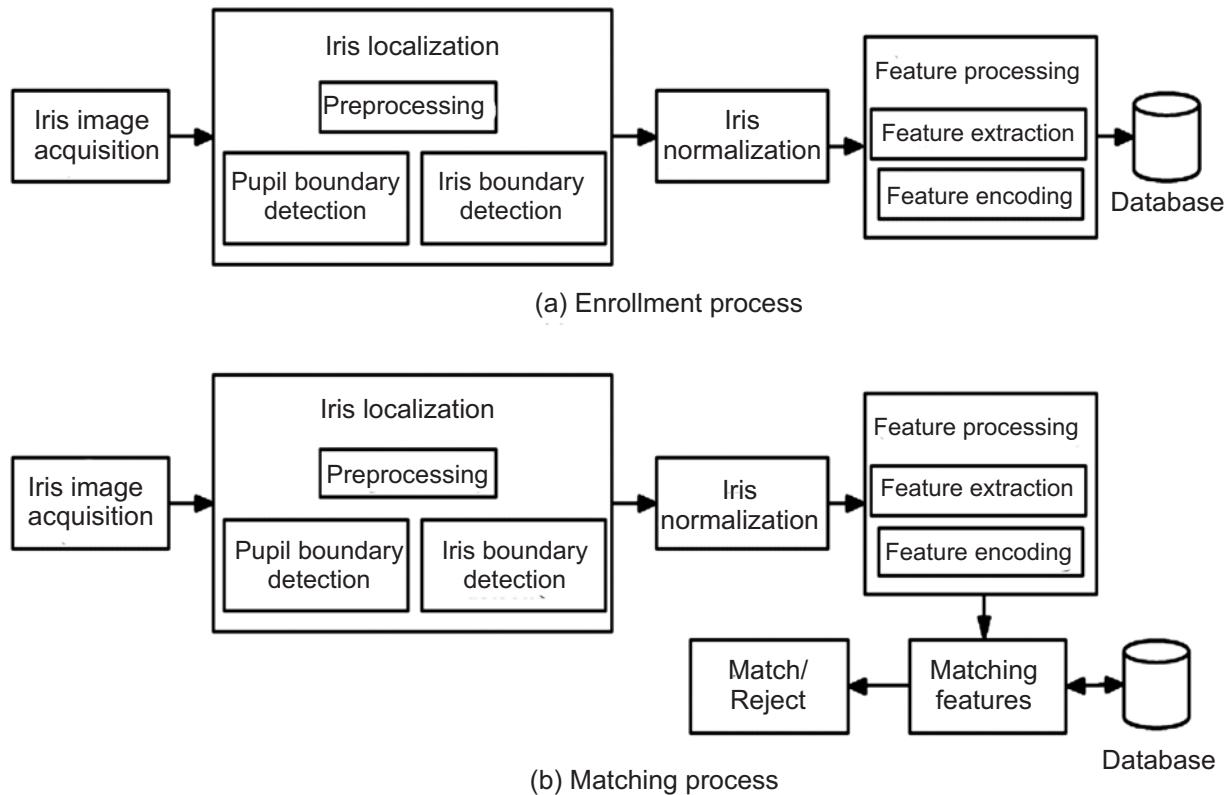 Iris localization
Preprocessing
Iris image
acquisition
Pupil boundary
detection
Iris boundary
detection
Iris
normalization
Feature processing
Feature extraction
Feature encoding
Database
(a) Enrollment process
Iris localization
Preprocessing
Iris image
acquisition
Pupil boundary
detection
Iris boundary
detection
Iris
normalization
Feature processing
Feature extraction
Feature encoding
Match/
Reject
Matching
features
Database
(b) Matching process